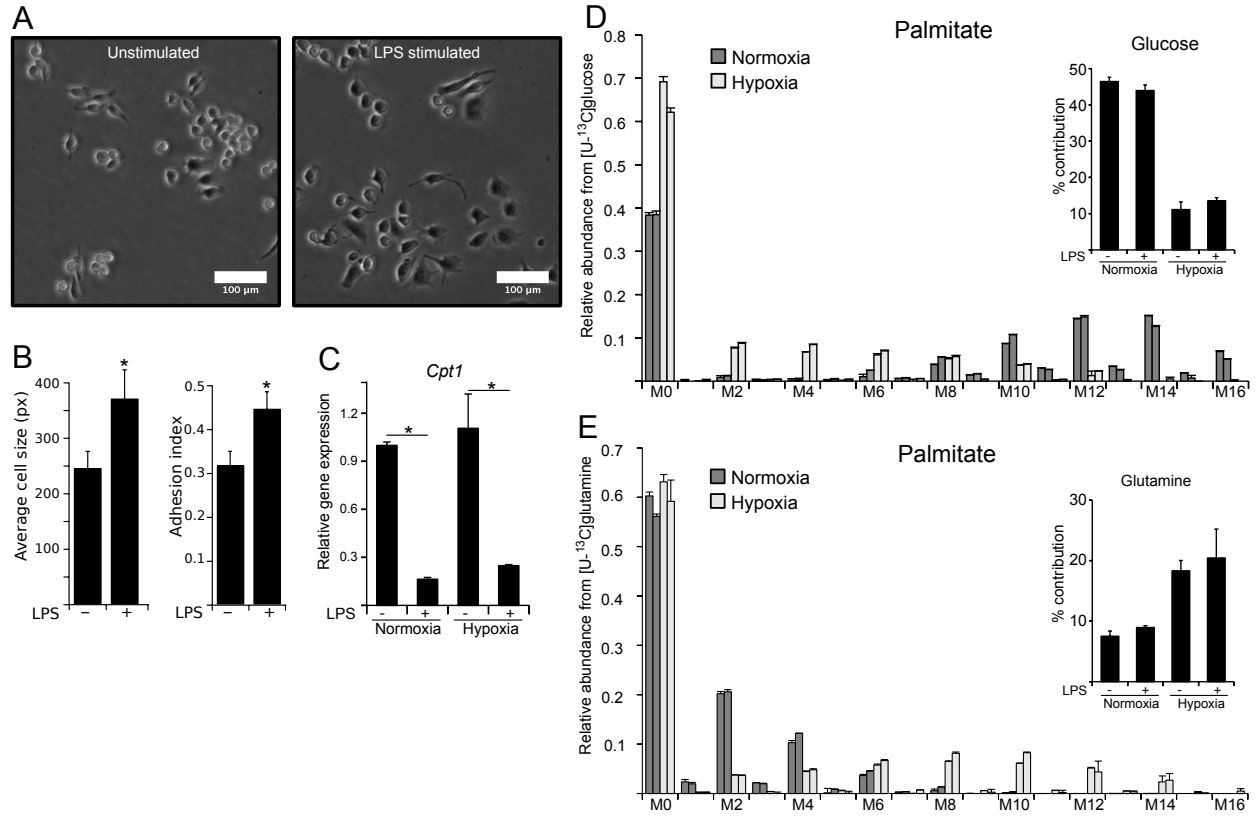 A
Unstimulated
LPS stimulated
100 µm
100 µm
B
Average cell size (px)
400
300
250
200
100
*
LPS
− +
Adhesion index
0.5
0.4
0.3
0.2
0.1
*
LPS
− +
C
Cpt1
Relative gene expression
1.2
0.9
0.6
0.3
*
*
- + - +
LPS
Normoxia Hypoxia
D
Palmitate
Relative abundance from [U-¹³C]glucose
0.8
0.7
0.6
0.5
0.4
0.3
0.2
0.1
Normoxia
Hypoxia
M0 M2 M4 M6 M8 M10 M12 M14 M16
Glucose
% contribution
50
40
30
20
10
LPS - + - +
Normoxia Hypoxia
E
Palmitate
Relative abundance from [U-¹³C]glutamine
0.7
0.6
0.5
0.4
0.3
0.2
0.1
Normoxia
Hypoxia
M0 M2 M4 M6 M8 M10 M12 M14 M16
Glutamine
% contribution
30
20
10
LPS - + - +
Normoxia Hypoxia